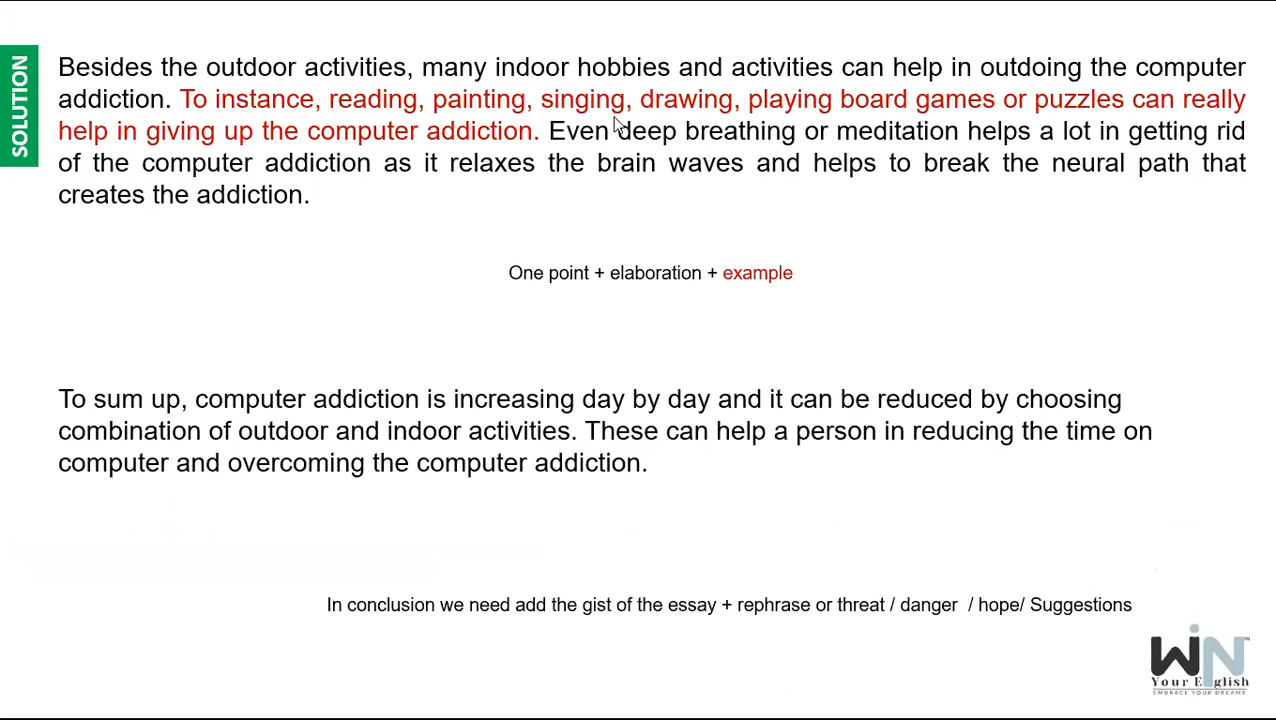 SOLUTION
Besides the outdoor activities, many indoor hobbies and activities can help in outdoing the computer
addiction. To instance, reading, painting, singing, drawing, playing board games or puzzles can really
help in giving up the computer addiction. Even deep breathing or meditation helps a lot in getting rid
of the computer addiction as it relaxes the brain waves and helps to break the neural path that
creates the addiction.
One point + elaboration + example
To sum up, computer addiction is increasing day by day and it can be reduced by choosing
combination of outdoor and indoor activities. These can help a person in reducing the time on
computer and overcoming the computer addiction.
In conclusion we need add the gist of the essay + rephrase or threat / danger / hope/ Suggestions
WiN™
Your English
EMBRACE YOUR DREAMS